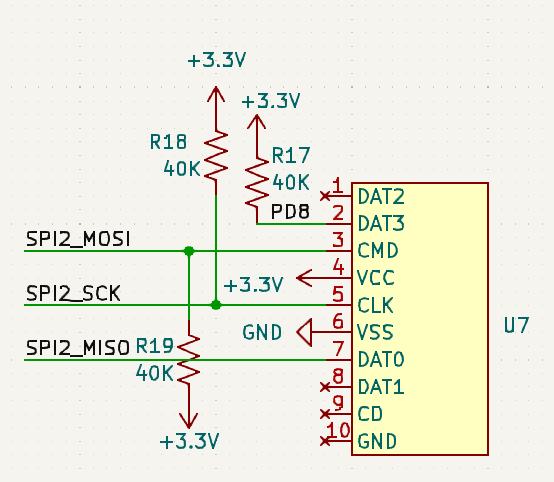 +3.3V
+3.3V
R18
40K
R17
40K
PD8
1 DAT2
2 DAT3
SPI2_MOSI
3 CMD
+3.3V
4 VCC
SPI2_SCK
5 CLK
GND
6 VSS
U7
SPI2_MISO
R19
40K
7 DAT0
8 DAT1
9 CD
10 GND
+3.3V